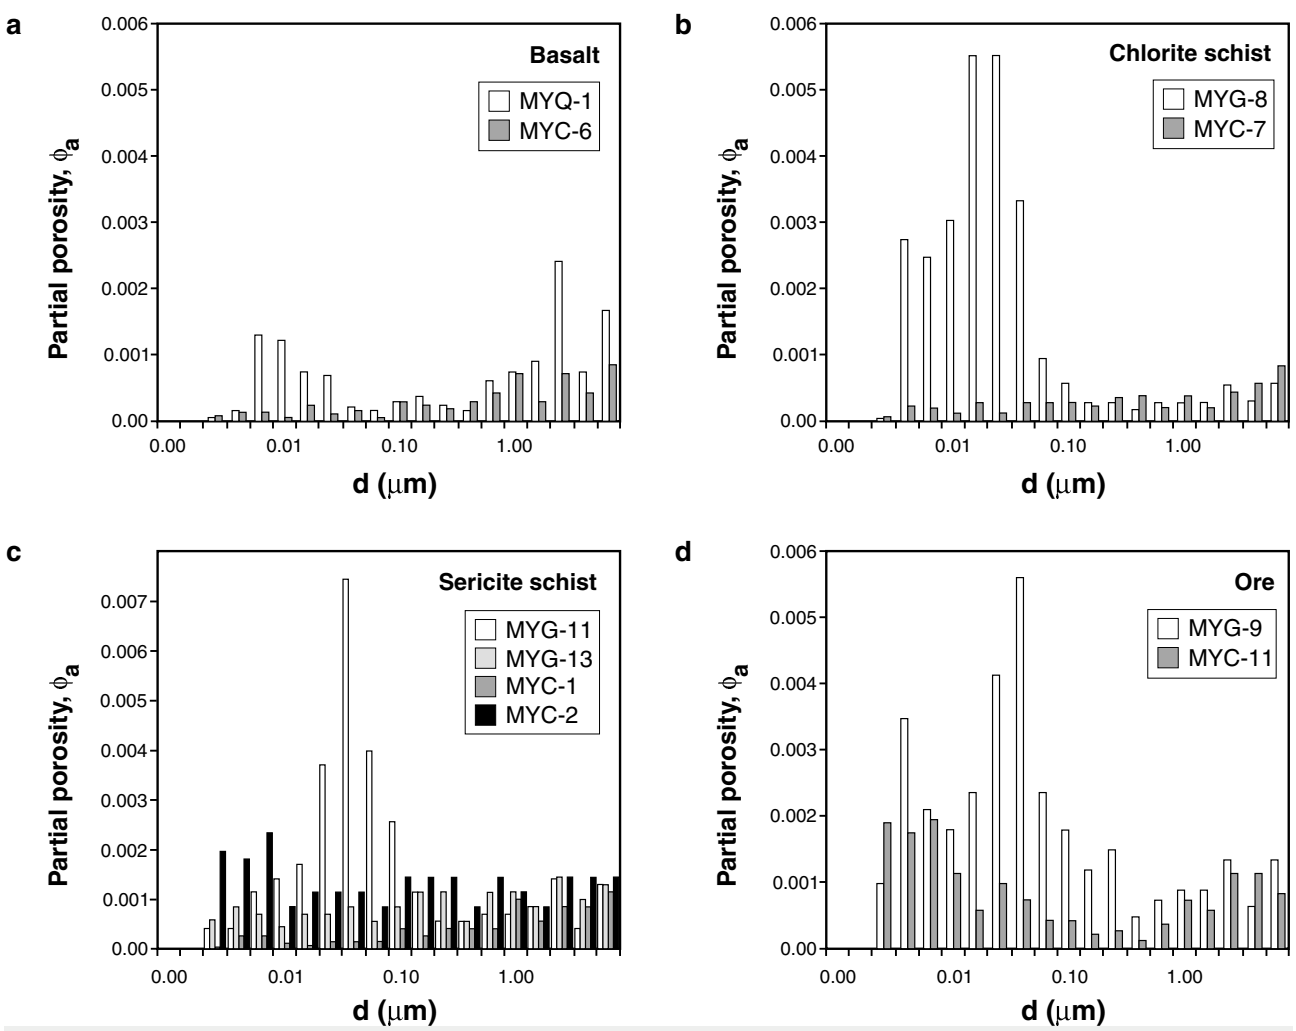 a
Basalt
MYQ-1
MYC-6
Partial porosity, ϕa
0.006
0.005
0.004
0.003
0.002
0.001
0.00
0.00 0.01 0.10 1.00
d (μm)
b
Chlorite schist
MYG-8
MYC-7
Partial porosity, ϕa
0.006
0.005
0.004
0.003
0.002
0.001
0.00
0.00 0.01 0.10 1.00
d (μm)
c
Sericite schist
MYG-11
MYG-13
MYC-1
MYC-2
Partial porosity, ϕa
0.007
0.006
0.005
0.004
0.003
0.002
0.001
0.00
0.00 0.01 0.10 1.00
d (μm)
d
Ore
MYG-9
MYC-11
Partial porosity, ϕa
0.006
0.005
0.004
0.003
0.002
0.001
0.00
0.00 0.01 0.10 1.00
d (μm)